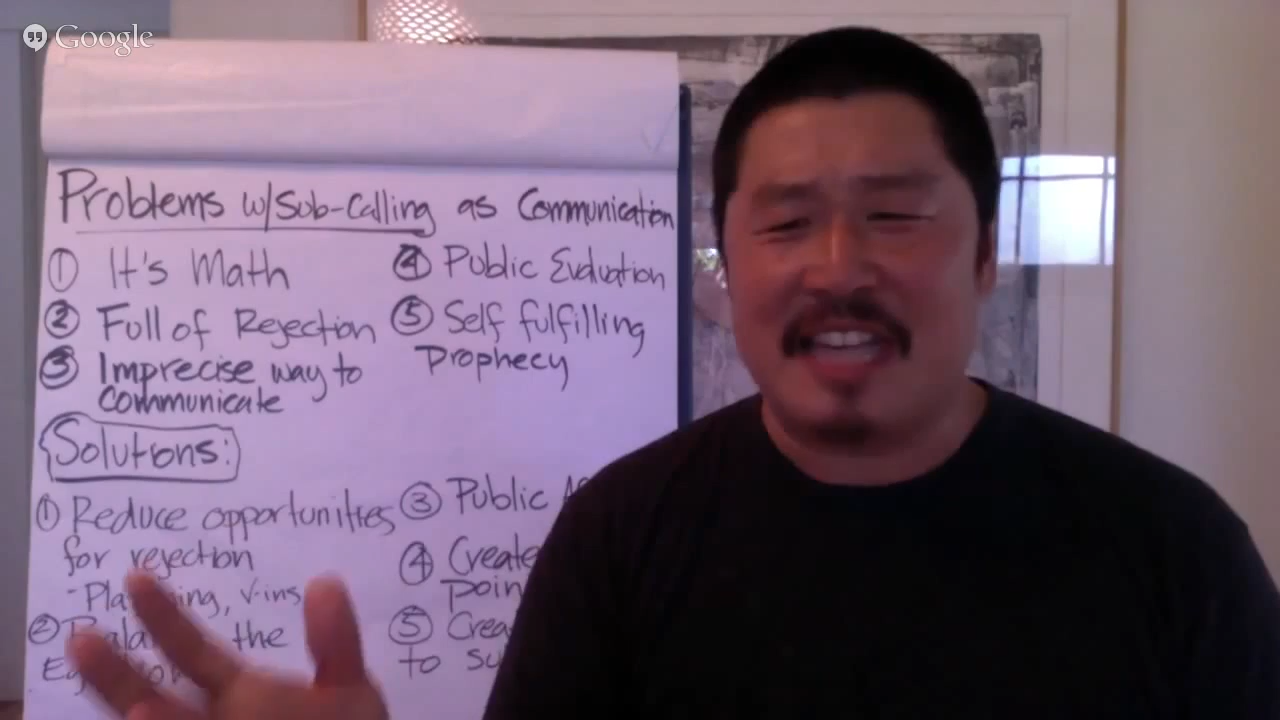 Google
Problems w/Sub-Calling as Communication
① It's Math
② Full of Rejection
③ Imprecise way to
communicate
④ Public Evaluation
⑤ Self fulfilling
Prophecy
Solutions:
① Reduce opportunities
for rejection
- V-ins
② the
③ Public
④ Create
⑤
to